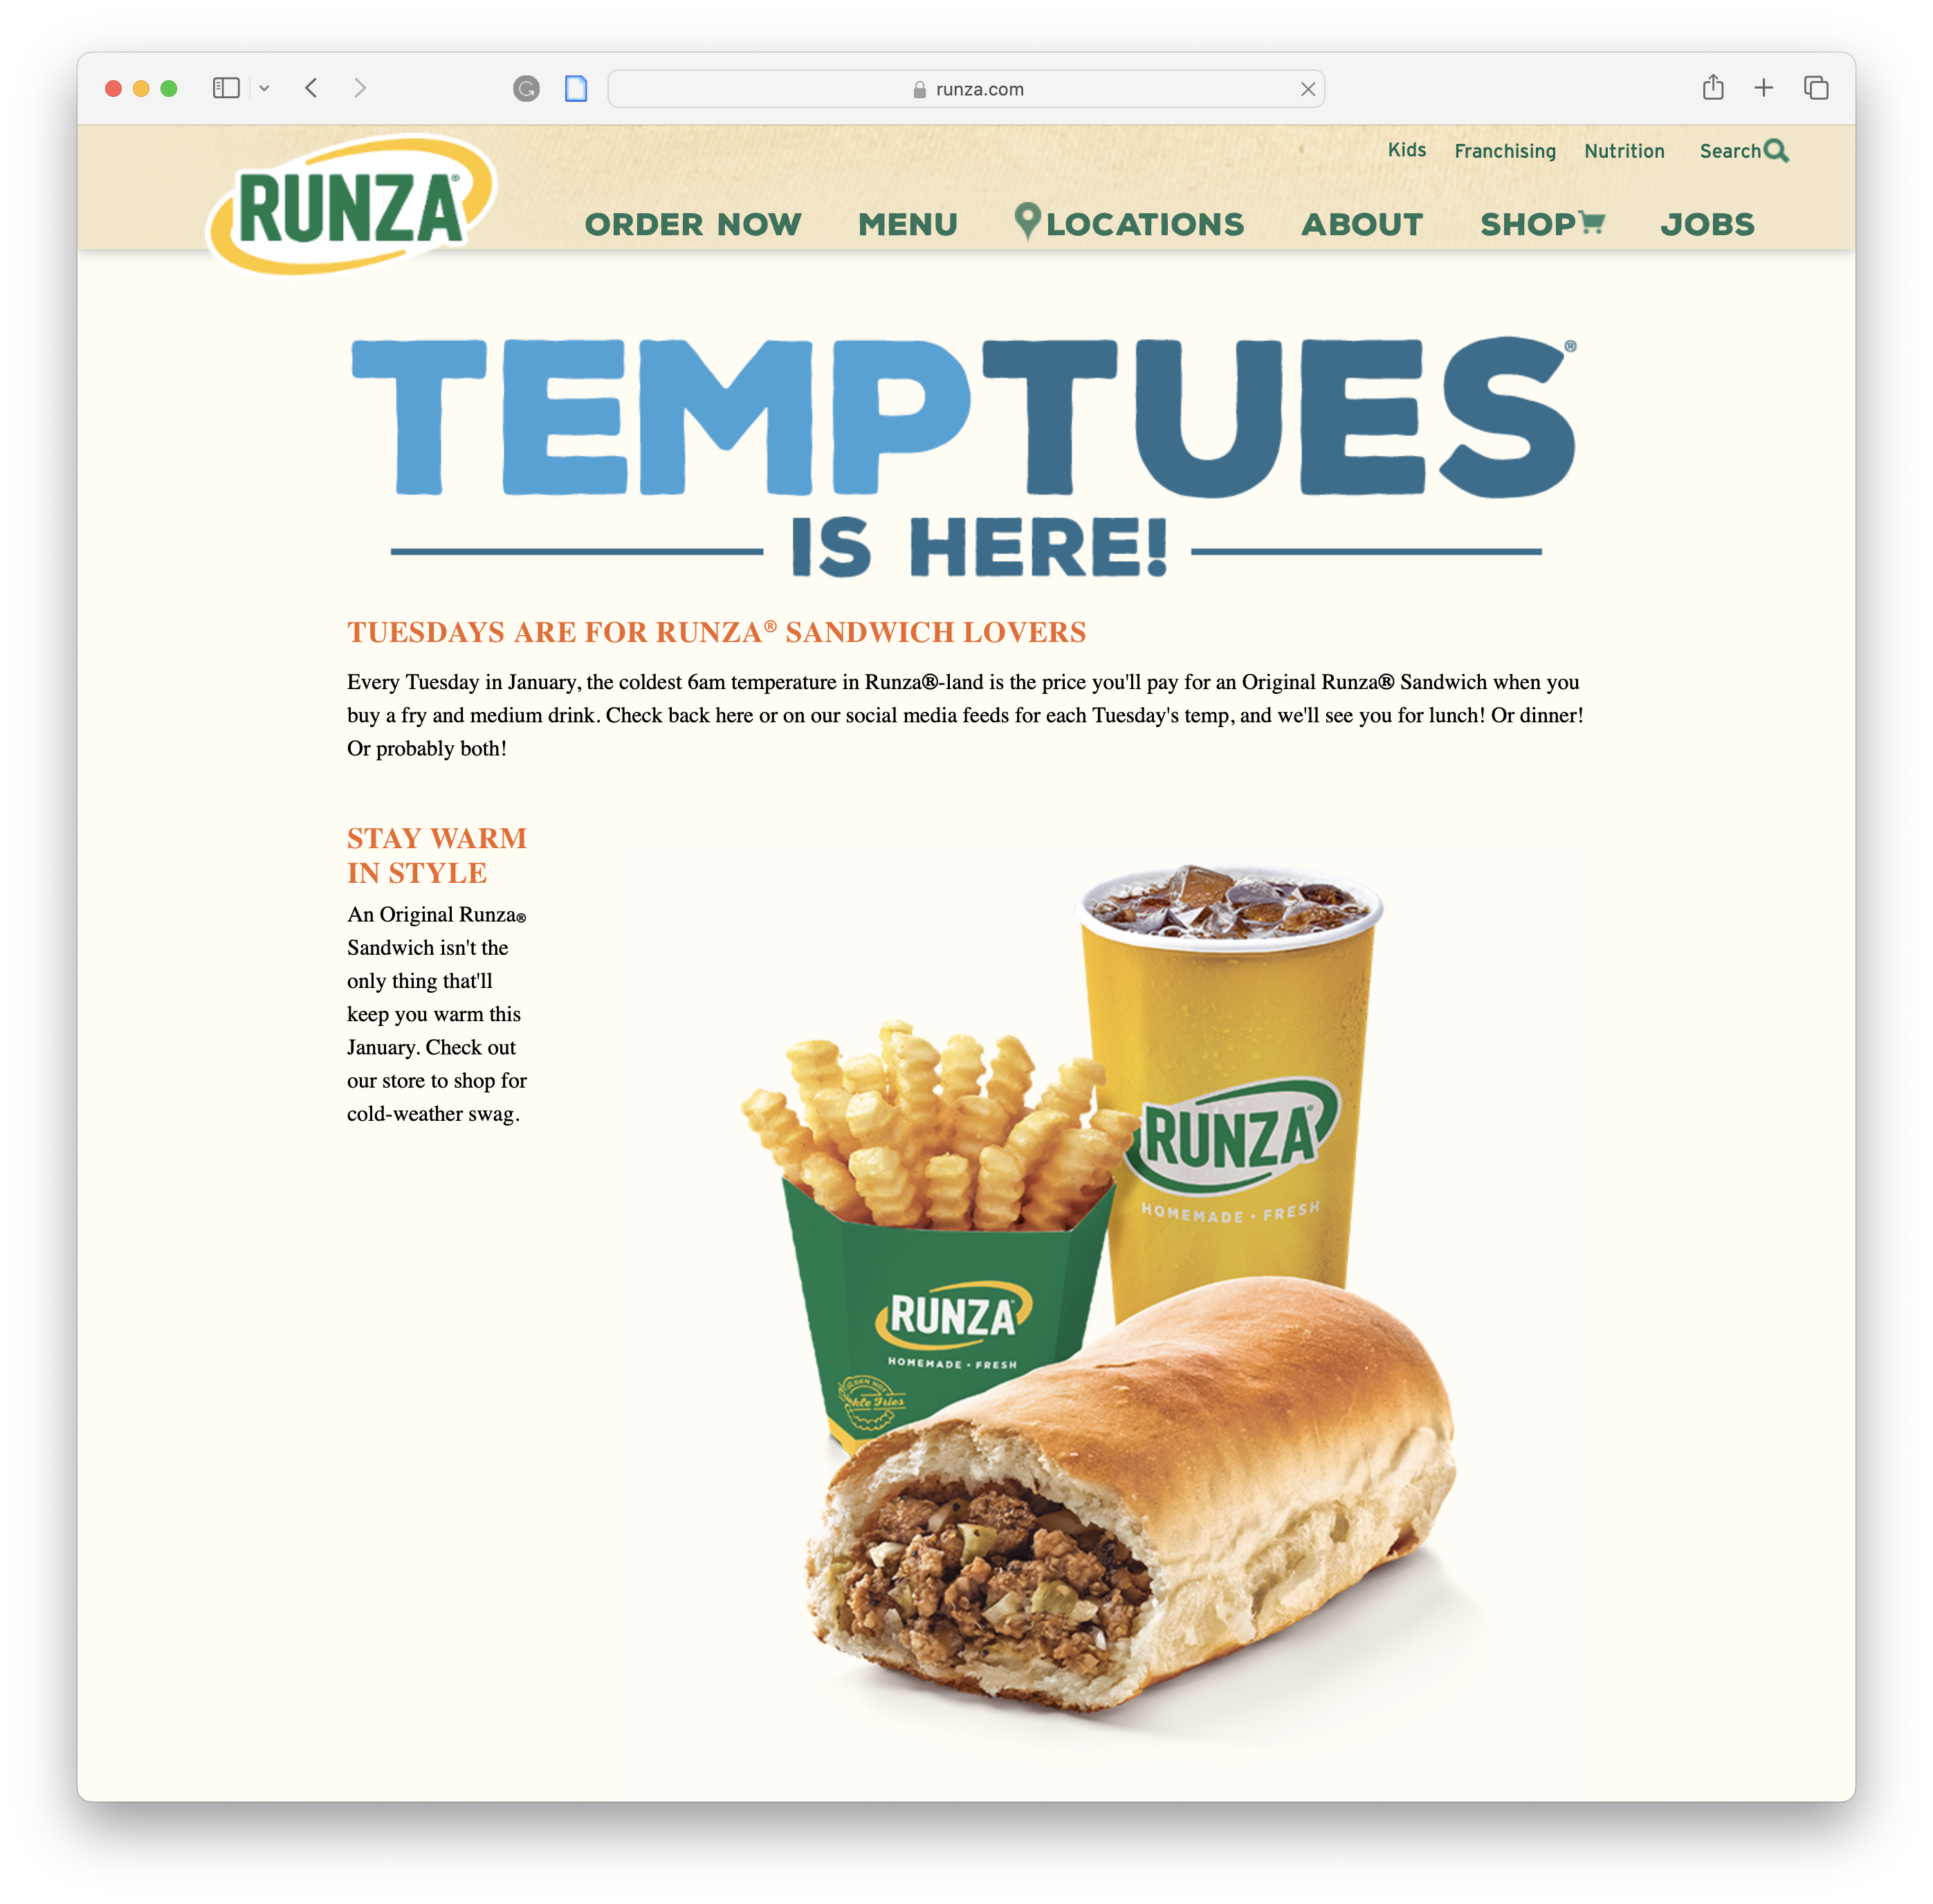 runza.com
Kids Franchising Nutrition Search
RUNZA®
ORDER NOW MENU LOCATIONS ABOUT SHOP JOBS
TEMPTUES®
IS HERE!
TUESDAYS ARE FOR RUNZA® SANDWICH LOVERS
Every Tuesday in January, the coldest 6am temperature in Runza®-land is the price you'll pay for an Original Runza® Sandwich when you
buy a fry and medium drink. Check back here or on our social media feeds for each Tuesday's temp, and we'll see you for lunch! Or dinner!
Or probably both!
STAY WARM
IN STYLE
An Original Runza®
Sandwich isn't the
only thing that'll
keep you warm this
January. Check out
our store to shop for
cold-weather swag.
RUNZA
HOMEMADE • FRESH
RUNZA
HOMEMADE • FRESH
Fries